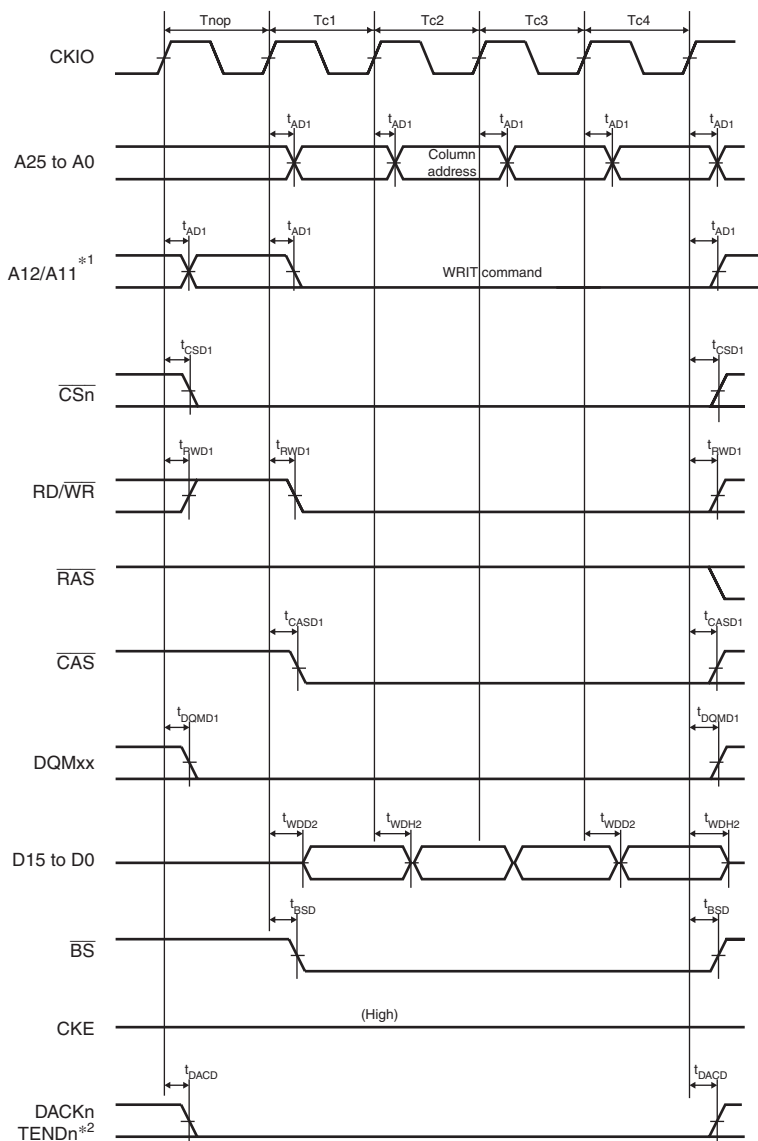 Tnop Tc1 Tc2 Tc3 Tc4
CKIO
tAD1 tAD1 tAD1 tAD1 tAD1
A25 to A0
Column
address
tAD1 tAD1 tAD1
A12/A11*1
WRIT command
tCSD1 tCSD1
CSn
tRWD1 tRWD1 tRWD1
RD/WR
RAS
tCASD1 tCASD1
CAS
tDQMD1 tDQMD1
DQMxx
tWDD2 tWDH2 tWDD2 tWDH2
D15 to D0
tBSD tBSD
BS
(High)
CKE
tDACD tDACD
DACKn
TENDn*2